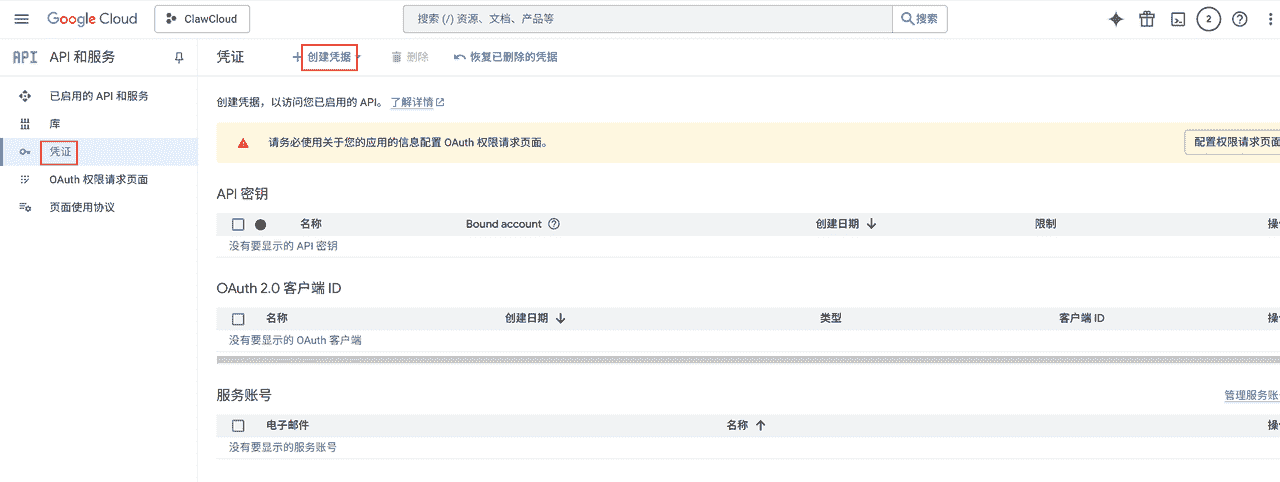 Google Cloud ClawCloud 搜索 (/) 资源、文档、产品等 搜索 2
API API 和服务 凭证 创建凭据 删除 恢复已删除的凭据
已启用的 API 和服务
库
凭证
OAuth 权限请求页面
页面使用协议
创建凭据，以访问您已启用的 API。 了解详情
请务必使用关于您的应用的信息配置 OAuth 权限请求页面。 配置权限请求页面
API 密钥
名称 Bound account 创建日期 限制 操
没有要显示的 API 密钥
OAuth 2.0 客户端 ID
名称 创建日期 类型 客户端 ID 操
没有要显示的 OAuth 客户端
服务账号 管理服务账
电子邮件 名称 操
没有要显示的服务账号